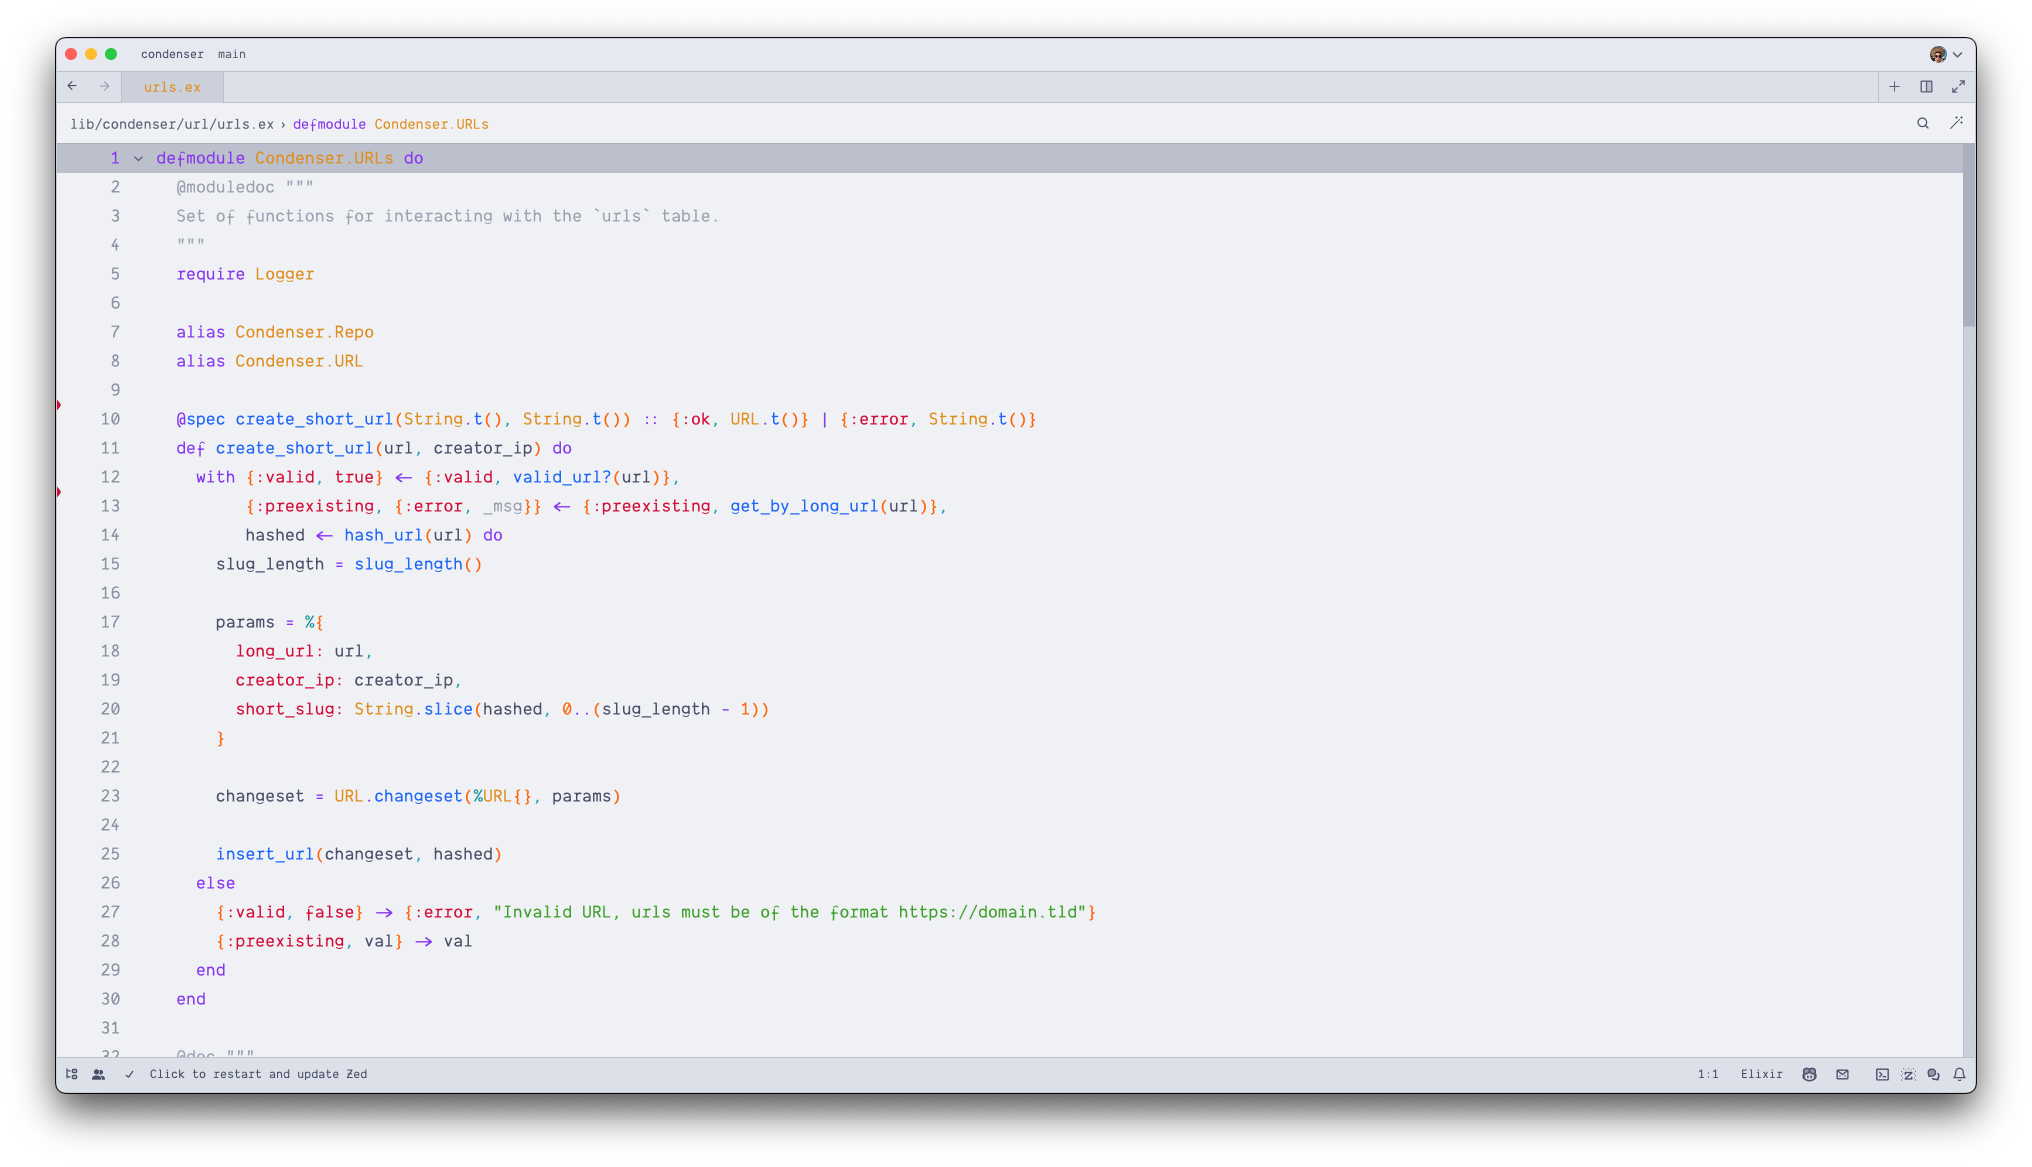 condenser main
urls.ex
lib/condenser/url/urls.ex › defmodule Condenser.URLs
1 defmodule Condenser.URLs do
2 @moduledoc """
3 Set of functions for interacting with the `urls` table.
4 """
5 require Logger
6
7 alias Condenser.Repo
8 alias Condenser.URL
9
10 @spec create_short_url(String.t(), String.t()) :: {:ok, URL.t()} | {:error, String.t()}
11 def create_short_url(url, creator_ip) do
12 with {:valid, true} <- {:valid, valid_url?(url)},
13 {:preexisting, {:error, _msg}} <- {:preexisting, get_by_long_url(url)},
14 hashed <- hash_url(url) do
15 slug_length = slug_length()
16
17 params = %{
18 long_url: url,
19 creator_ip: creator_ip,
20 short_slug: String.slice(hashed, 0..(slug_length - 1))
21 }
22
23 changeset = URL.changeset(%URL{}, params)
24
25 insert_url(changeset, hashed)
26 else
27 {:valid, false} -> {:error, "Invalid URL, urls must be of the format https://domain.tld"}
28 {:preexisting, val} -> val
29 end
30 end
31
32 @doc """
Click to restart and update Zed 1:1 Elixir